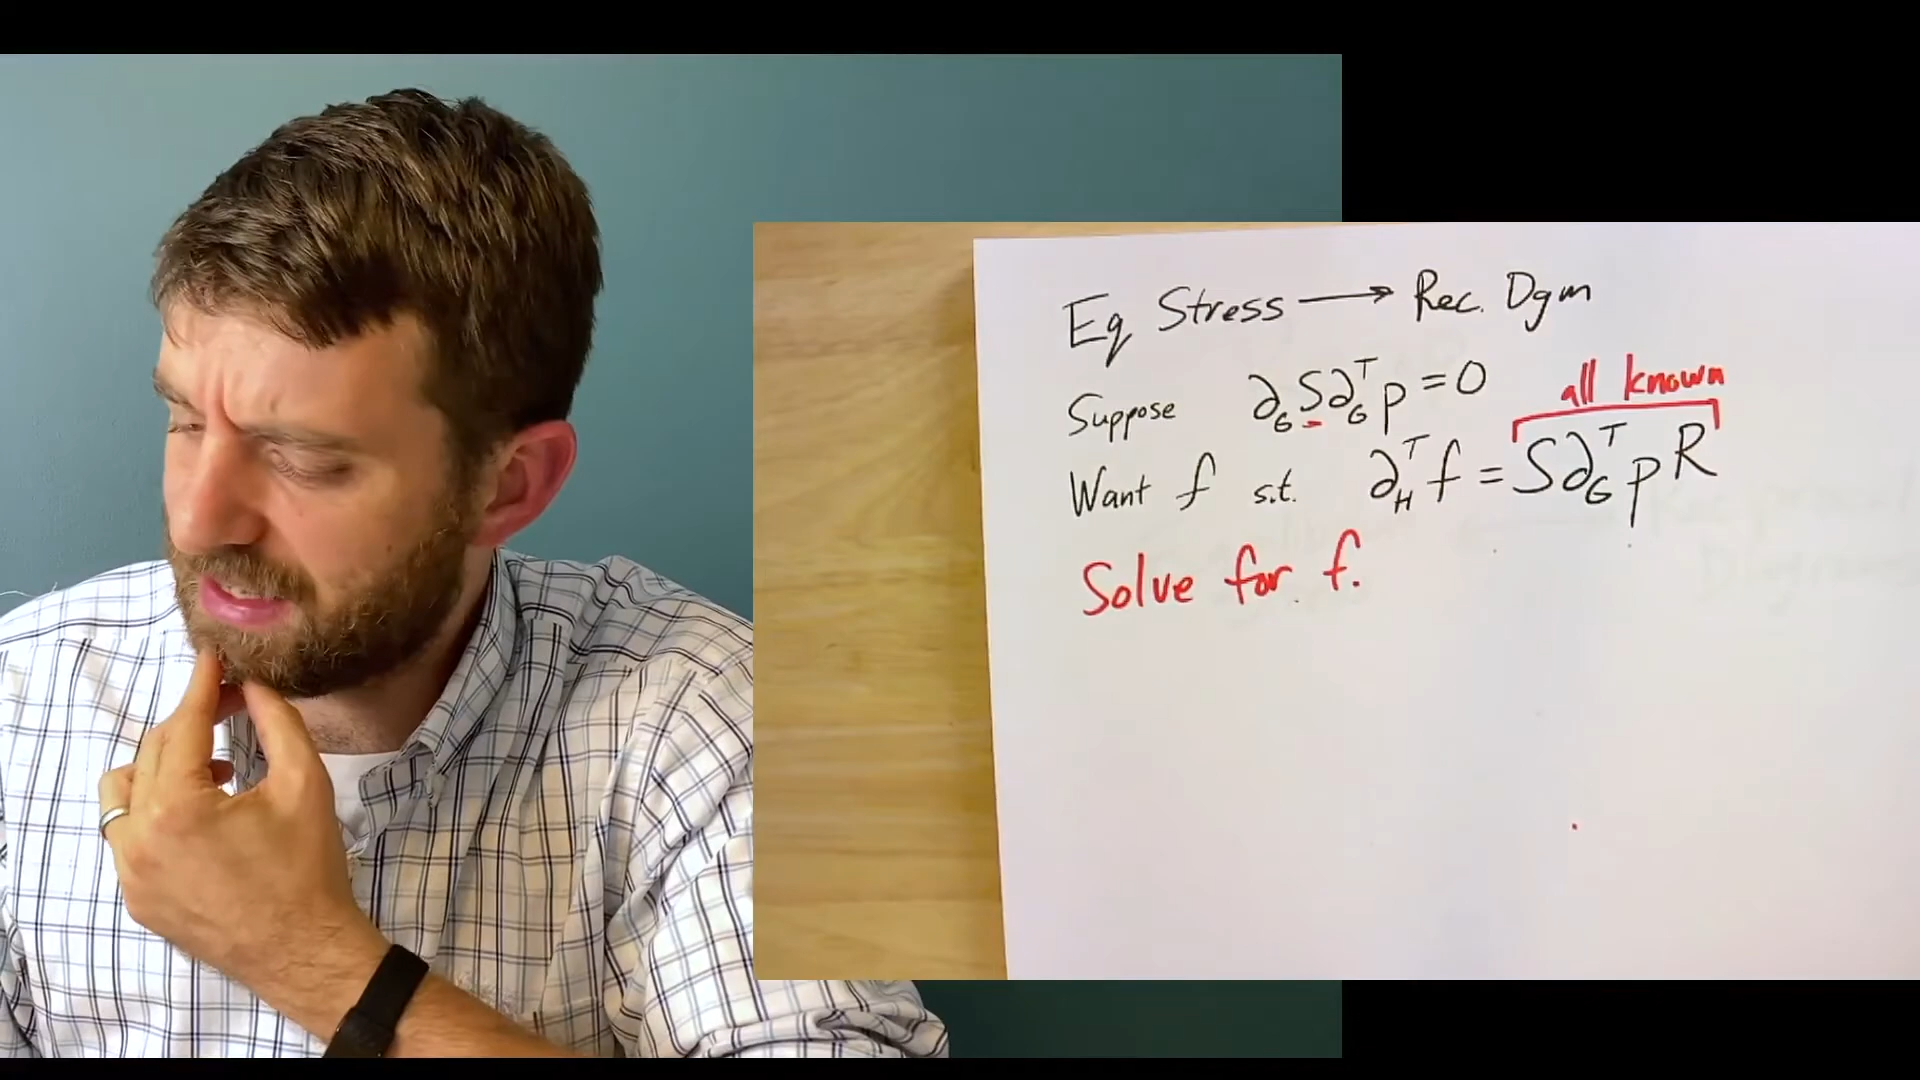 Eq Stress → Rec. Dgm
Suppose ∂_G S ∂_G^T p = 0
all known
Want f s.t. ∂_H^T f = S ∂_G^T p R
Solve for f.